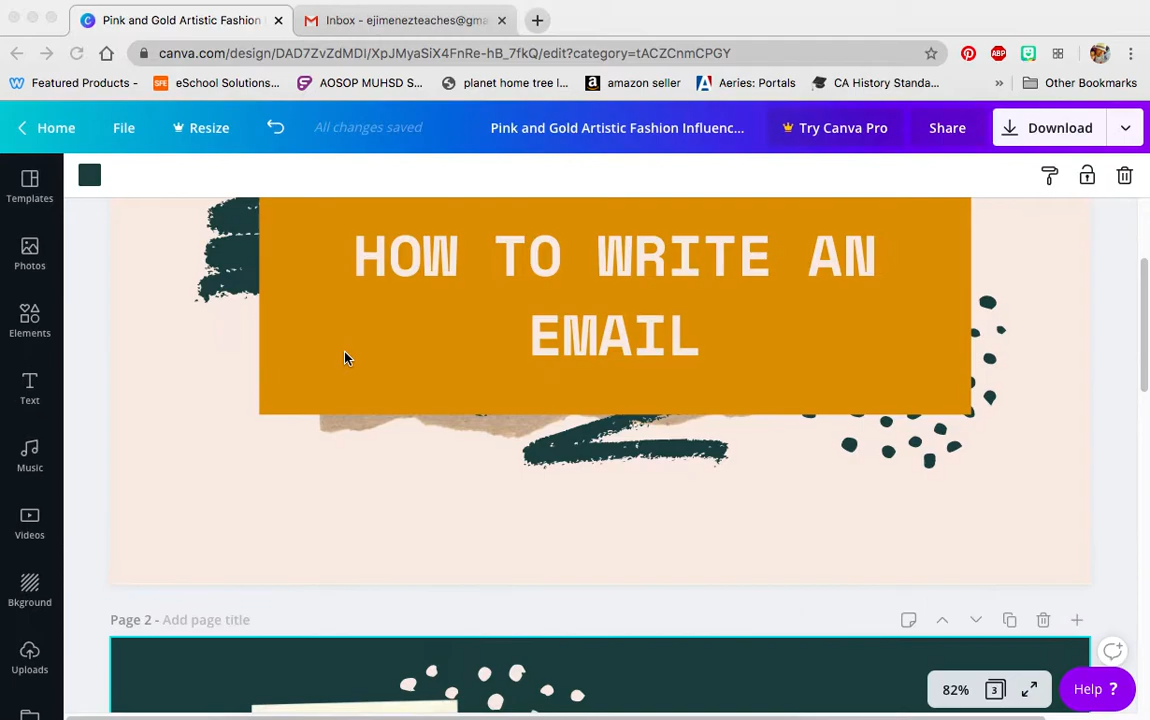 Pink and Gold Artistic Fashion
Inbox - ejimenezteaches@gma
canva.com/design/DAD7ZvZdMDI/XpJMyaSiX4FnRe-hB_7fkQ/edit?category=tACZCnmCPGY
ABP
Featured Products -
SFE eSchool Solutions...
AOSOP MUHSD S...
planet home tree l...
a amazon seller
Aeries: Portals
CA History Standa...
» Other Bookmarks
Home File Resize All changes saved Pink and Gold Artistic Fashion Influenc... Try Canva Pro Share Download
Templates
Photos
Elements
Text
Music
Videos
Bkground
Uploads
HOW TO WRITE AN
EMAIL
Page 2 - Add page title
82% 3 Help ?